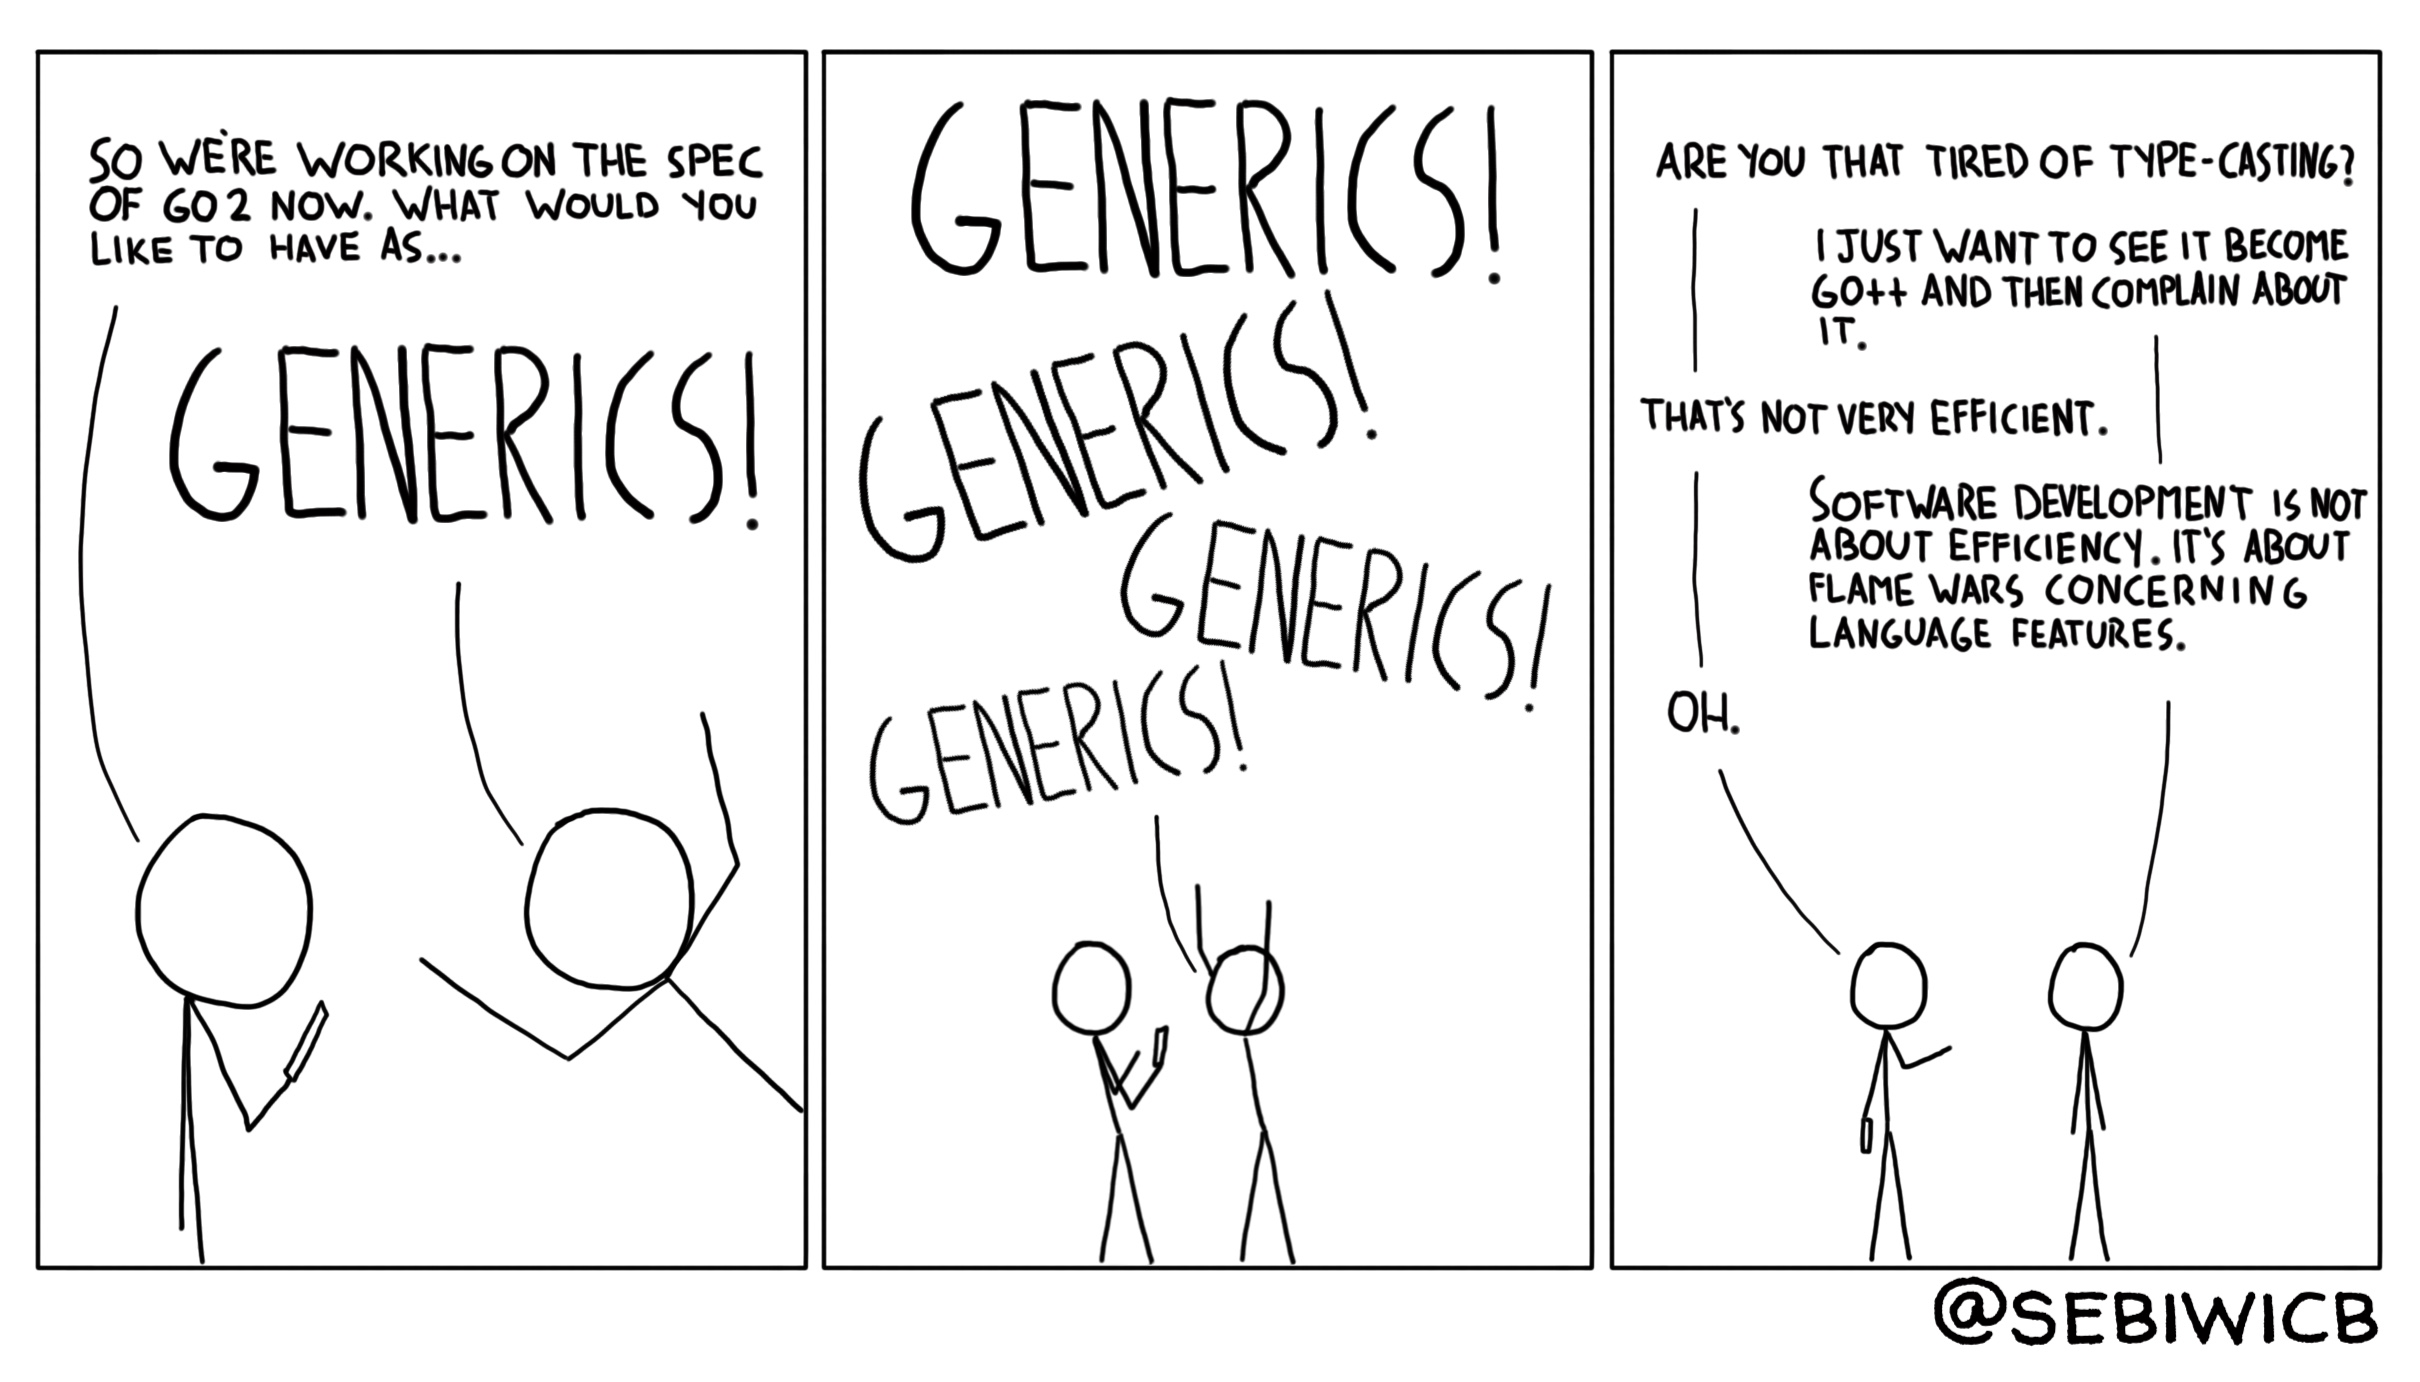 SO WE'RE WORKING ON THE SPEC
OF GO 2 NOW. WHAT WOULD YOU
LIKE TO HAVE AS...
GENERICS!
GENERICS!
GENERICS!
GENERICS!
GENERICS!
ARE YOU THAT TIRED OF TYPE-CASTING?
I JUST WANT TO SEE IT BECOME
GO++ AND THEN COMPLAIN ABOUT
IT.
THAT'S NOT VERY EFFICIENT.
SOFTWARE DEVELOPMENT IS NOT
ABOUT EFFICIENCY. IT'S ABOUT
FLAME WARS CONCERNING
LANGUAGE FEATURES.
OH.
@SEBIWICB